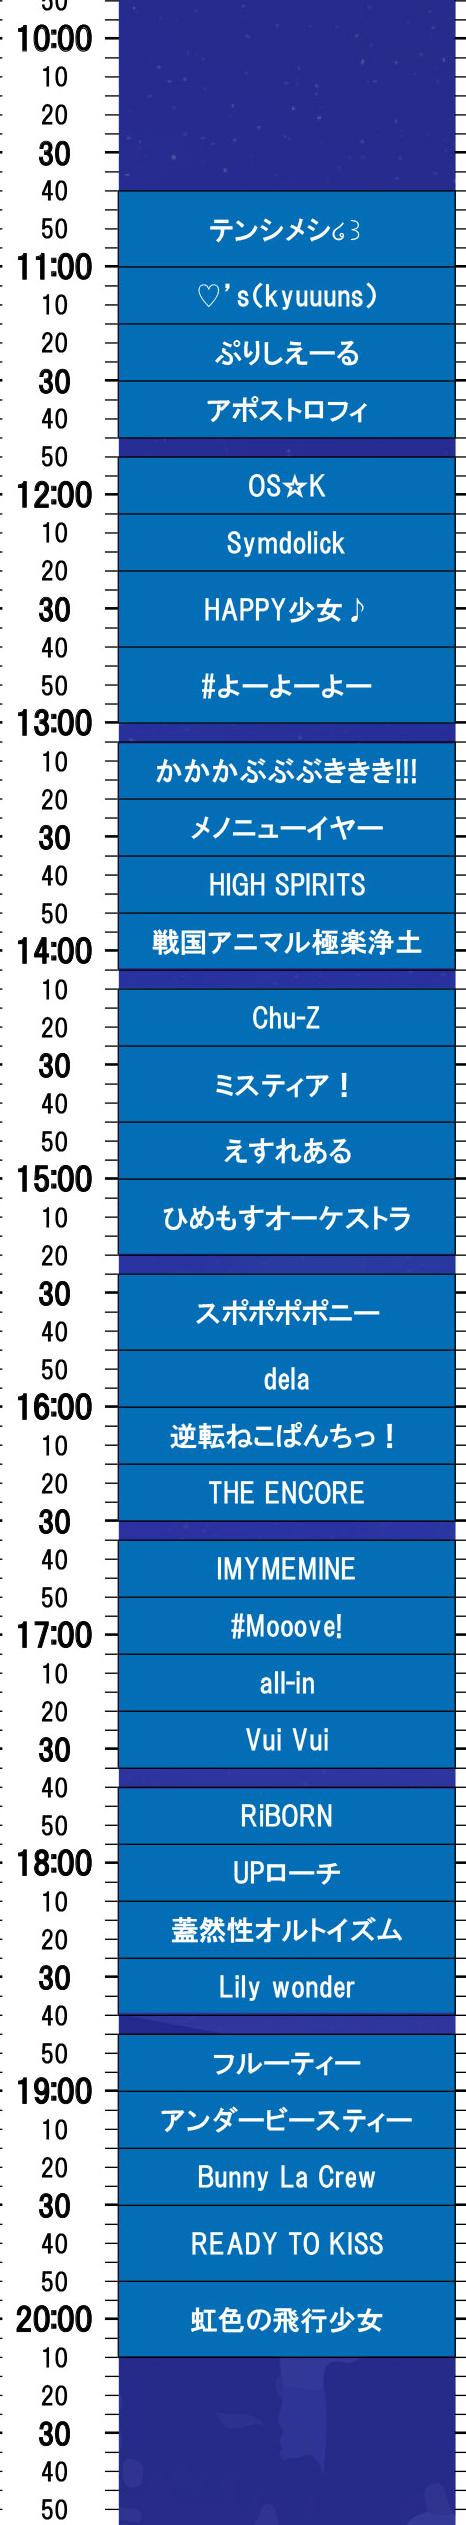 50
10:00
10
20
30
40
テンシメシ૮꒱
50
11:00
♡'s(kyuuuns)
10
20
ぷりしえーる
30
アポストロフィ
40
50
OS☆K
12:00
10
Symdolick
20
30
HAPPY少女♪
40
50
#よーよーよー
13:00
10
かかかぶぶぶききき!!!
20
30
メノニューイヤー
40
HIGH SPIRITS
50
14:00
戦国アニマル極楽浄土
10
Chu-Z
20
30
ミスティア！
40
50
えすれある
15:00
10
ひめもすオーケストラ
20
30
スポポポポニー
40
50
dela
16:00
10
逆転ねこぱんちっ！
20
THE ENCORE
30
40
IMYMEMINE
50
17:00
#Mooove!
10
all-in
20
30
Vui Vui
40
50
RiBORN
18:00
UPローチ
10
20
蓋然性オルトイズム
30
Lily wonder
40
50
フルーティー
19:00
10
アンダービースティー
20
Bunny La Crew
30
40
READY TO KISS
50
20:00
虹色の飛行少女
10
20
30
40
50